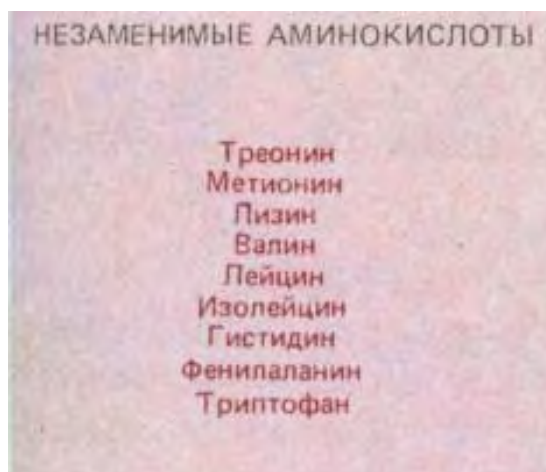 НЕЗАМЕНИМЫЕ АМИНОКИСЛОТЫ
Треонин
Метионин
Лизин
Валин
Лейцин
Изолейцин
Гистидин
Фенилаланин
Триптофан